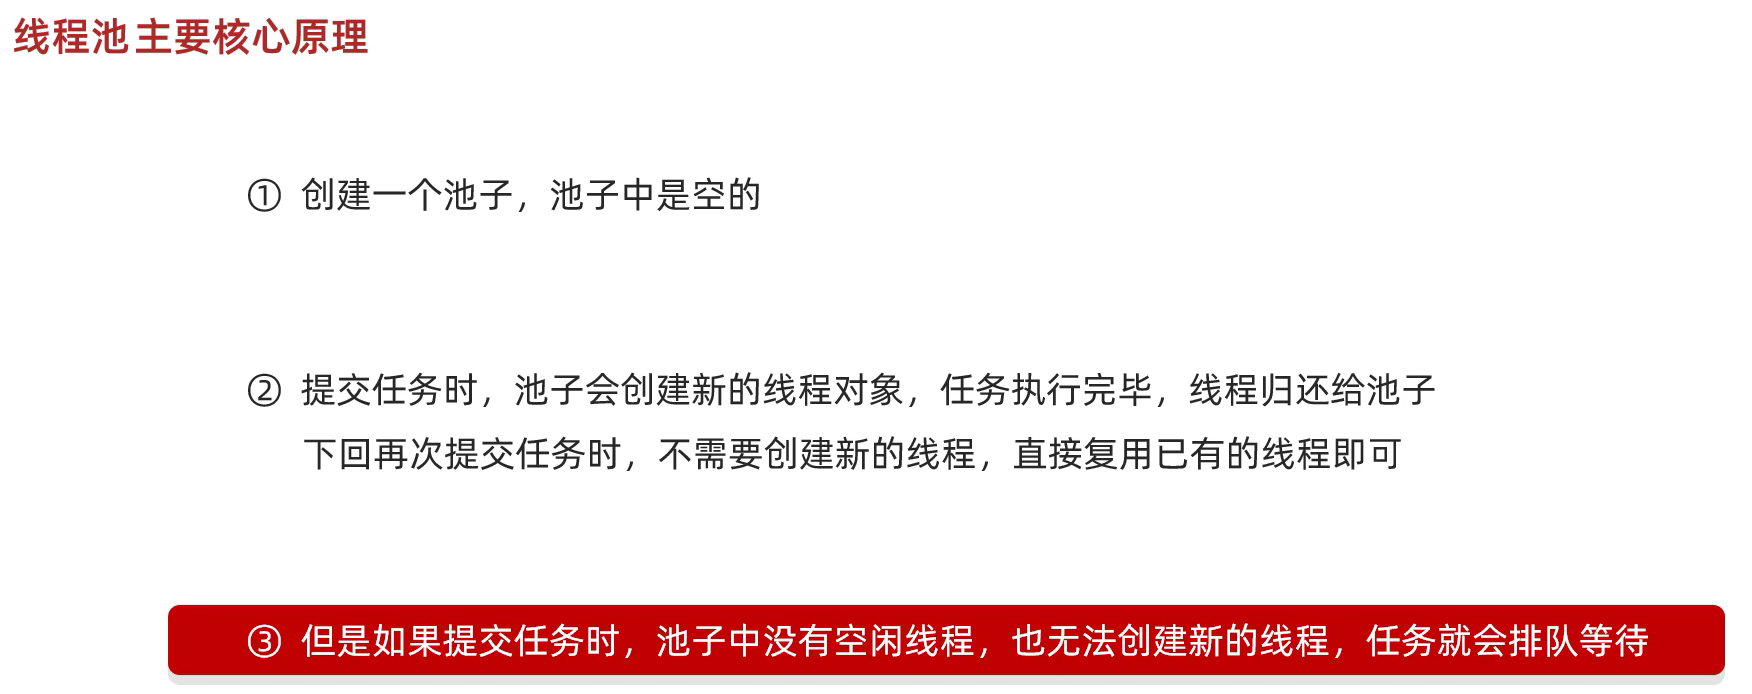 线程池主要核心原理
① 创建一个池子，池子中是空的
② 提交任务时，池子会创建新的线程对象，任务执行完毕，线程归还给池子
下回再次提交任务时，不需要创建新的线程，直接复用已有的线程即可
③ 但是如果提交任务时，池子中没有空闲线程，也无法创建新的线程，任务就会排队等待